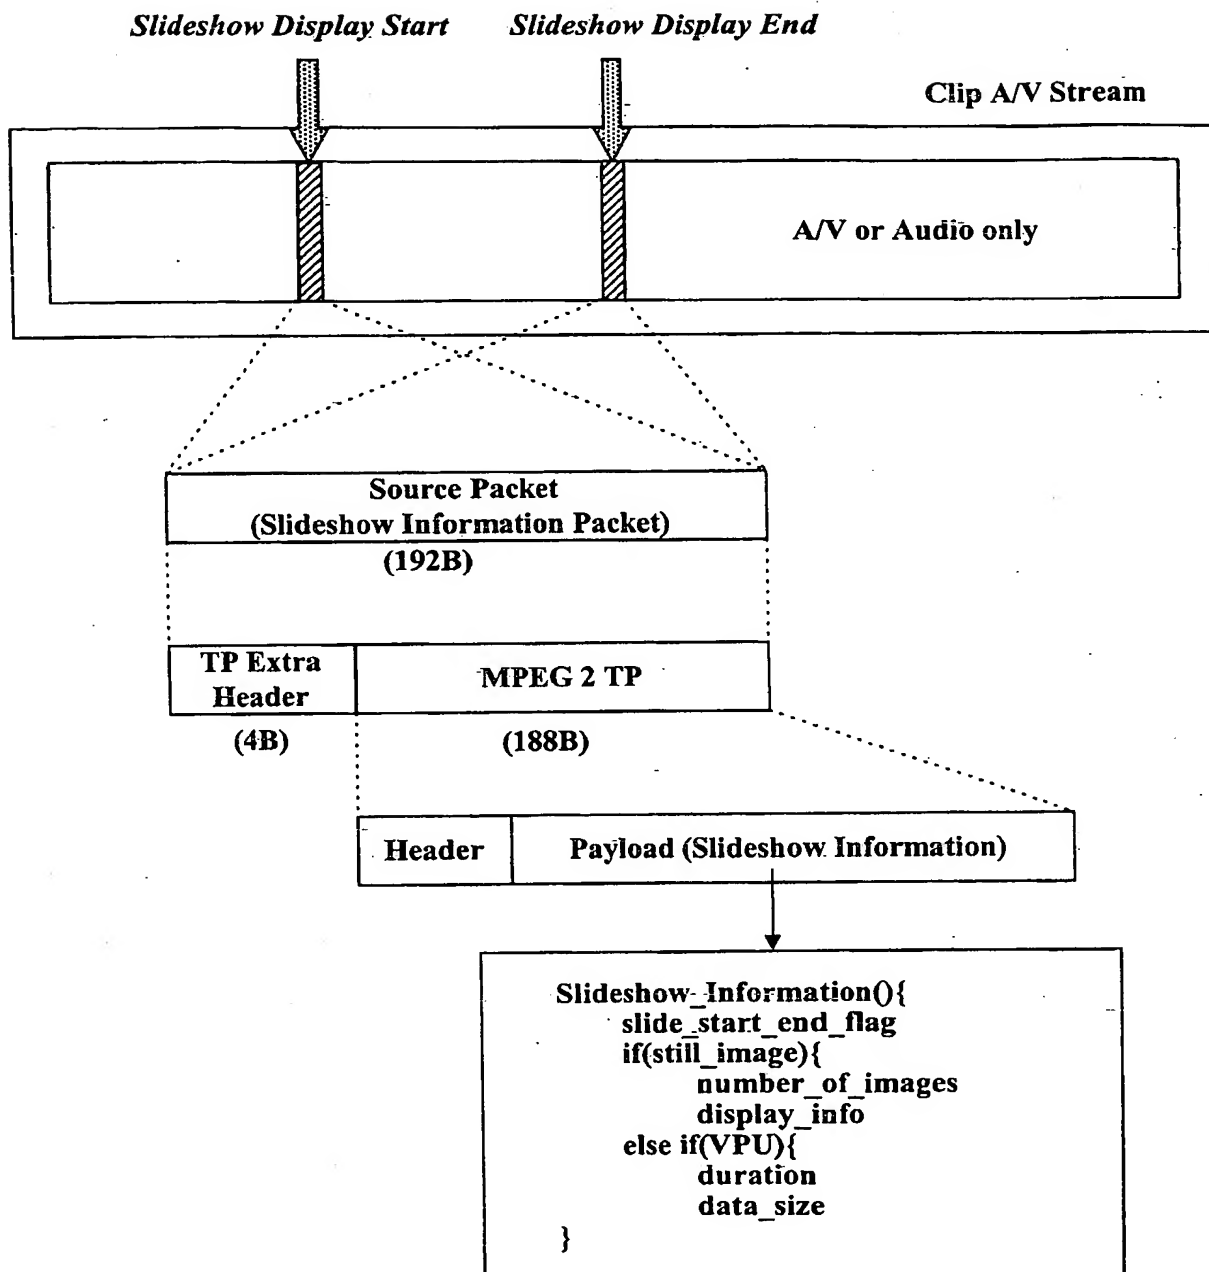 Slideshow Display Start
Slideshow Display End
Clip A/V Stream
A/V or Audio only
Source Packet
(Slideshow Information Packet)
(192B)
TP Extra
Header
MPEG 2 TP
(4B)
(188B)
Header
Payload (Slideshow Information)
Slideshow_Information(){
slide_start_end_flag
if(still_image){
number_of_images
display_info
else if(VPU){
duration
data_size
}